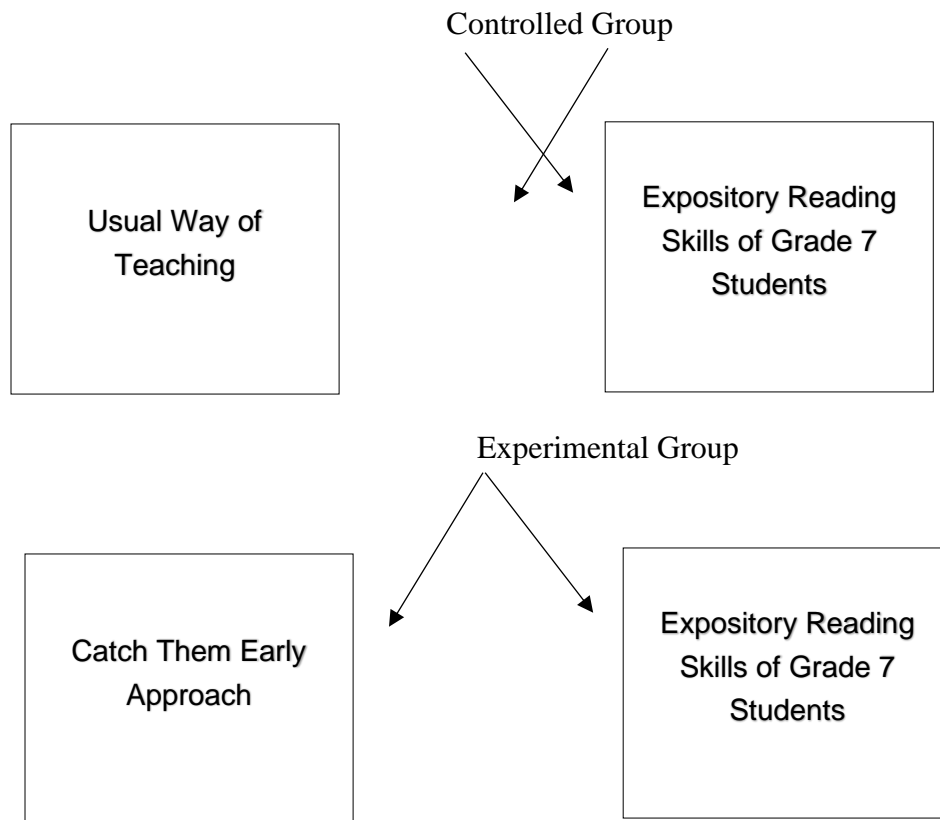 Controlled Group
Usual Way of
Teaching
Expository Reading
Skills of Grade 7
Students
Experimental Group
Catch Them Early
Approach
Expository Reading
Skills of Grade 7
Students